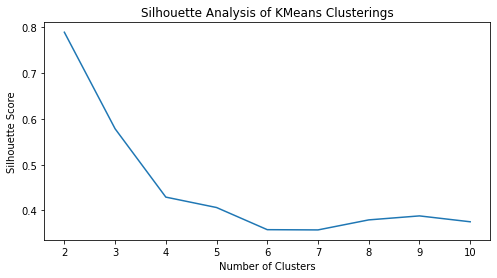 Silhouette Analysis of KMeans Clusterings
Silhouette Score
0.8
0.7
0.6
0.5
0.4
2 3 4 5 6 7 8 9 10
Number of Clusters